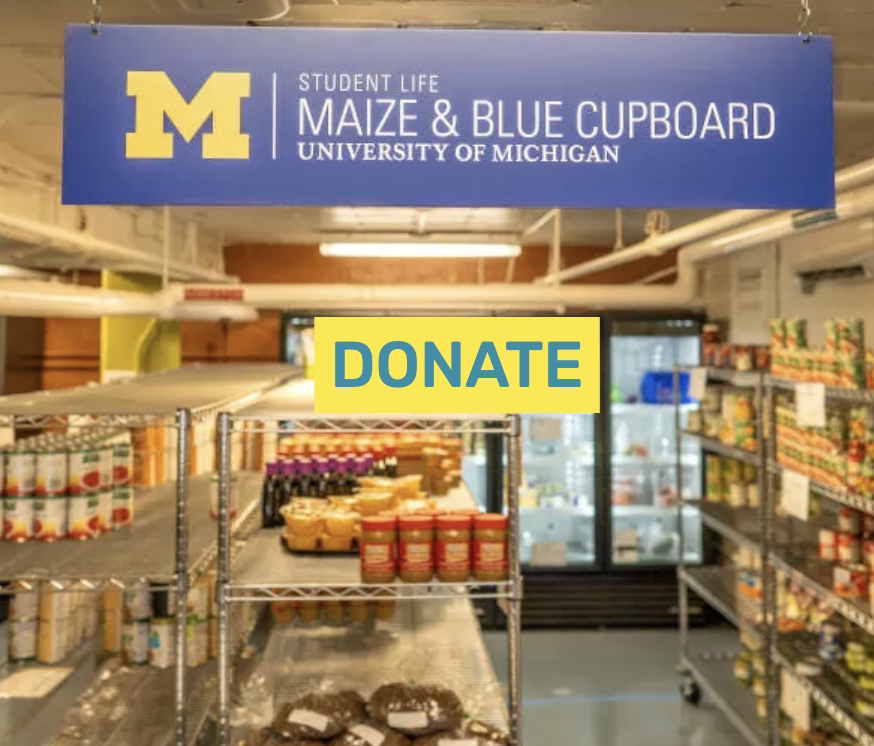 M
STUDENT LIFE
MAIZE & BLUE CUPBOARD
UNIVERSITY OF MICHIGAN
DONATE